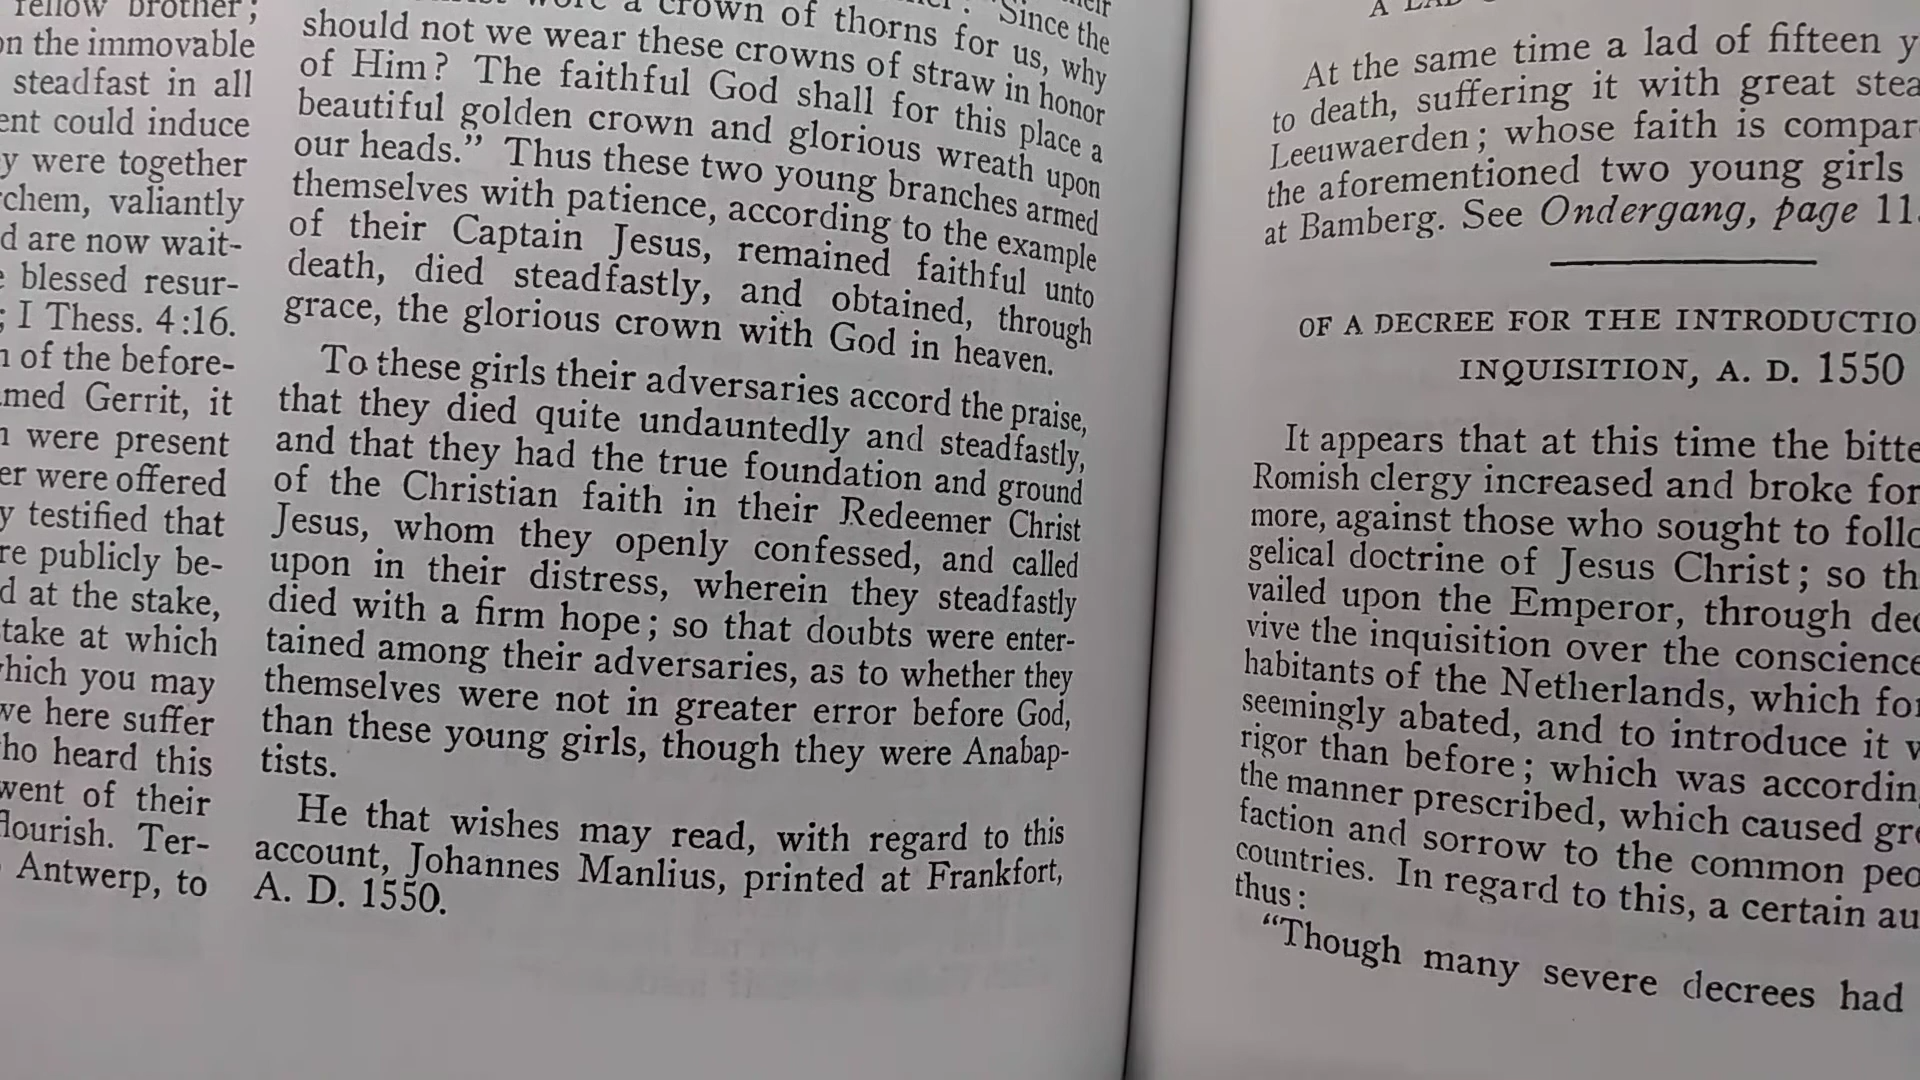 fellow brother;
on the immovable
steadfast in all
ent could induce
y were together
chem, valiantly
d are now wait-
blessed resur-
; I Thess. 4:16.
of the before-
med Gerrit, it
were present
er were offered
y testified that
re publicly be-
d at the stake,
take at which
which you may
we here suffer
ho heard this
went of their
flourish. Ter-
Antwerp, to
wore a crown of thorns for us, why
should not we wear these crowns of straw in honor
of Him? The faithful God shall for this place a
beautiful golden crown and glorious wreath upon
our heads.” Thus these two young branches armed
themselves with patience, according to the example
of their Captain Jesus, remained faithful unto
death, died steadfastly, and obtained, through
grace, the glorious crown with God in heaven.
To these girls their adversaries accord the praise,
that they died quite undauntedly and steadfastly,
and that they had the true foundation and ground
of the Christian faith in their Redeemer Christ
Jesus, whom they openly confessed, and called
upon in their distress, wherein they steadfastly
died with a firm hope; so that doubts were enter-
tained among their adversaries, as to whether they
themselves were not in greater error before God,
than these young girls, though they were Anabap-
tists.
He that wishes may read, with regard to this
account, Johannes Manlius, printed at Frankfort,
A. D. 1550.
A LAD
At the same time a lad of fifteen y
to death, suffering it with great stea
Leeuwaerden; whose faith is compar
the aforementioned two young girls
at Bamberg. See Ondergang, page 11
OF A DECREE FOR THE INTRODUCTIO
INQUISITION, A. D. 1550
It appears that at this time the bitte
Romish clergy increased and broke for
more, against those who sought to follo
gelical doctrine of Jesus Christ; so th
vailed upon the Emperor, through dec
vive the inquisition over the conscience
habitants of the Netherlands, which for
seemingly abated, and to introduce it w
rigor than before; which was accordin
the manner prescribed, which caused gre
faction and sorrow to the common peo
countries. In regard to this, a certain au
thus:
“Though many severe decrees had